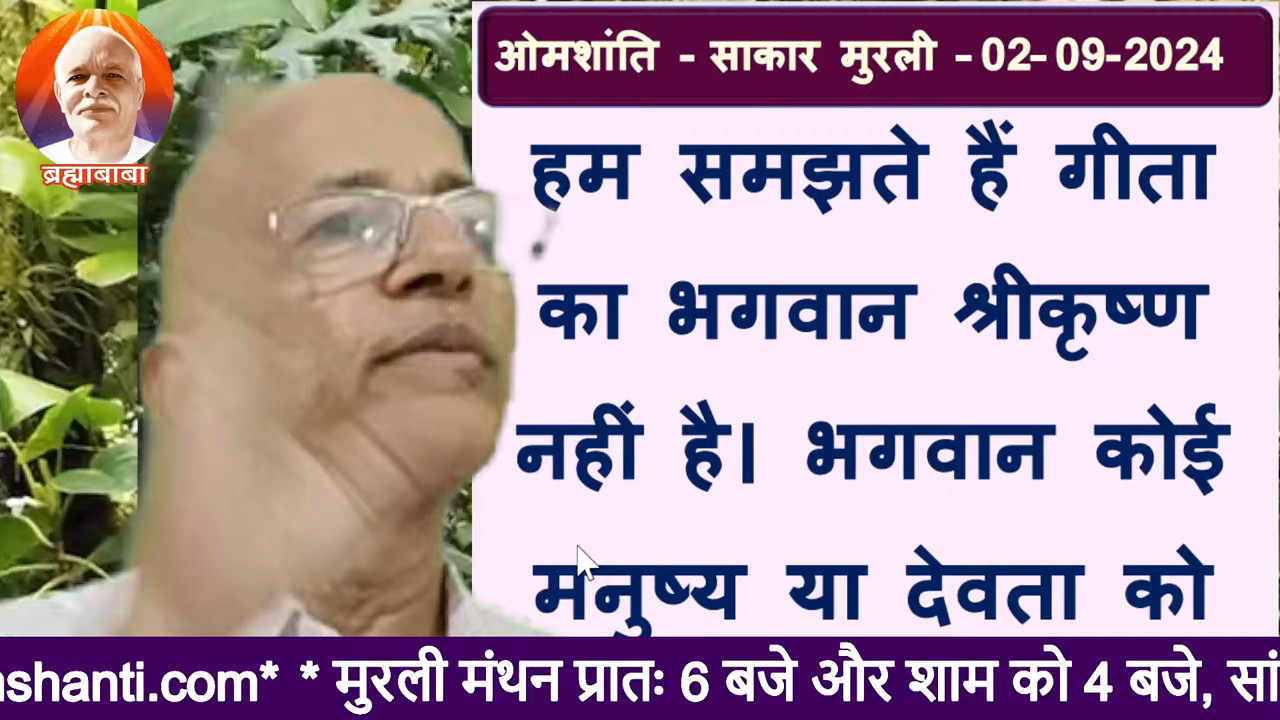 ओमशांति - साकार मुरली - 02-09-2024
ब्रह्माबाबा
हम समझते हैं गीता
का भगवान श्रीकृष्ण
नहीं है। भगवान कोई
मनुष्य या देवता को
shanti.com* * मुरली मंथन प्रातः 6 बजे और शाम को 4 बजे,